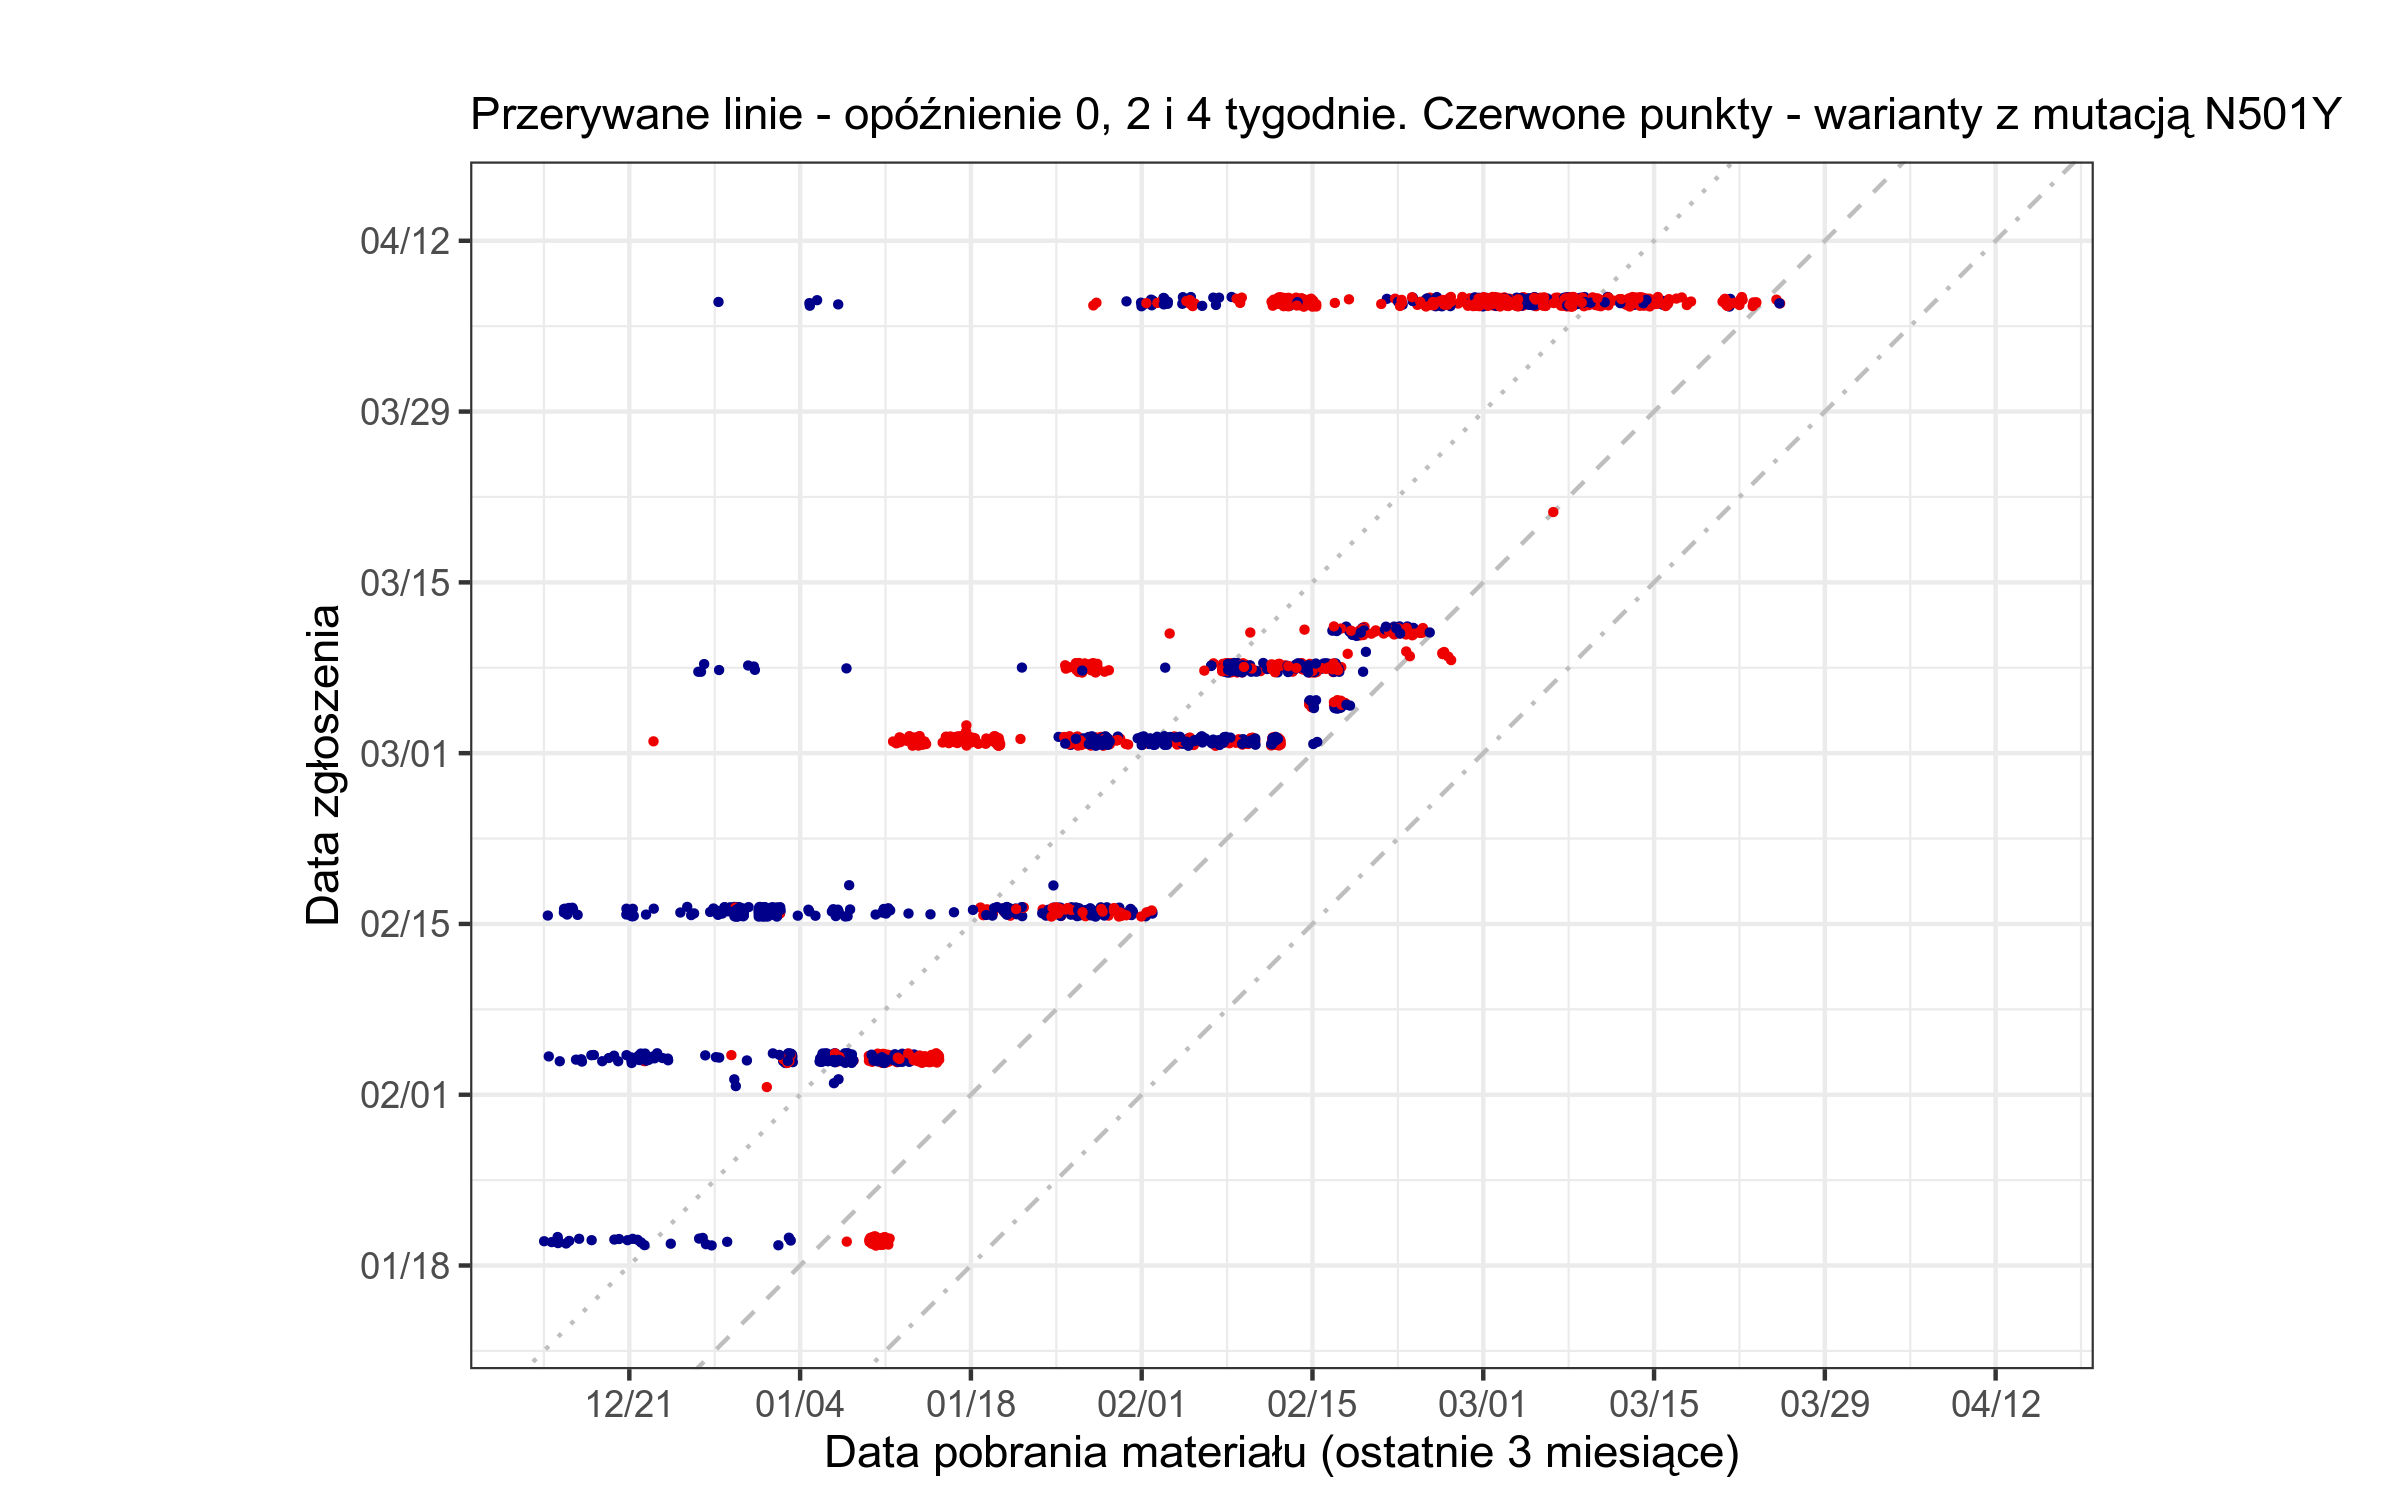 Przerywane linie - opóźnienie 0, 2 i 4 tygodnie. Czerwone punkty - warianty z mutacją N501Y
Data zgłoszenia
04/12
03/29
03/15
03/01
02/15
02/01
01/18
12/21 01/04 01/18 02/01 02/15 03/01 03/15 03/29 04/12
Data pobrania materiału (ostatnie 3 miesiące)